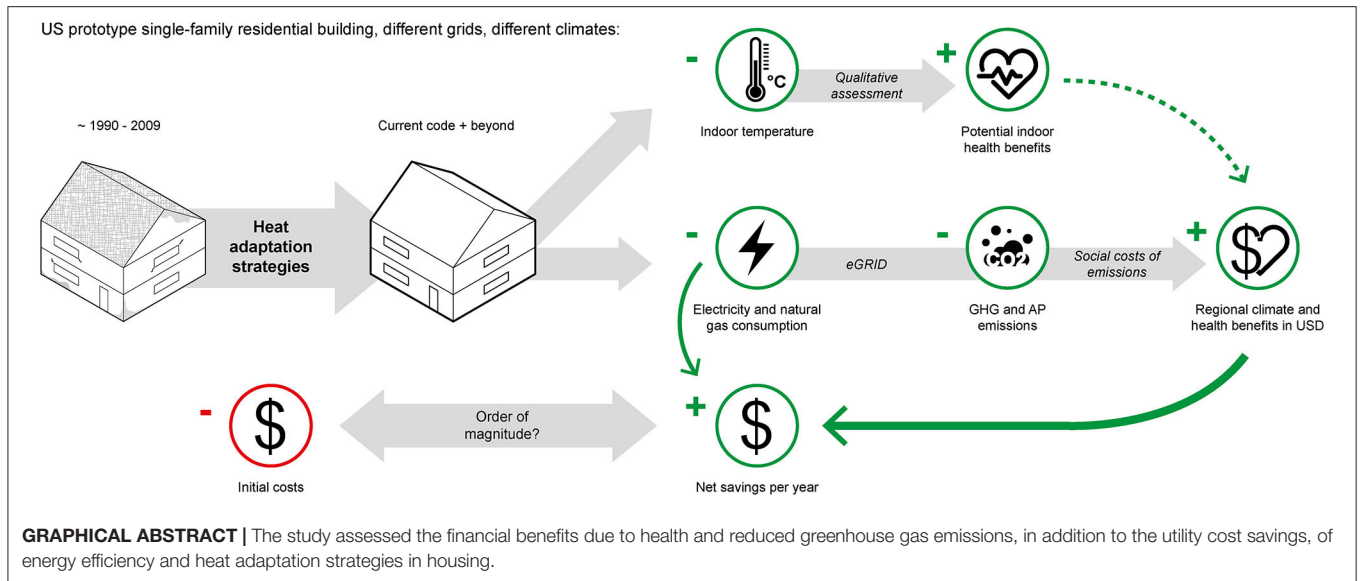 US prototype single-family residential building, different grids, different climates:
~ 1990 - 2009
Current code + beyond
Heat
adaptation
strategies
-
°C
Indoor temperature
Qualitative
assessment
+
Potential indoor
health benefits
-
Electricity and natural
gas consumption
eGRID
-
CO2
GHG and AP
emissions
Social costs of
emissions
+
$
Regional climate and
health benefits in USD
-
$
Initial costs
Order of
magnitude?
+
$
Net savings per year
GRAPHICAL ABSTRACT | The study assessed the financial benefits due to health and reduced greenhouse gas emissions, in addition to the utility cost savings, of
energy efficiency and heat adaptation strategies in housing.